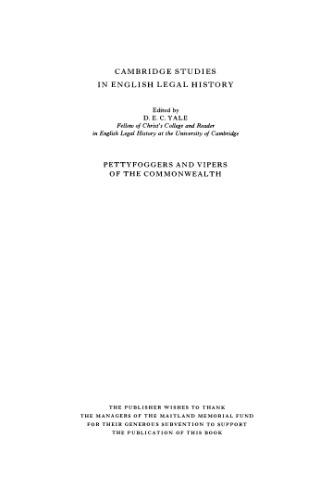 CAMBRIDGE STUDIES
IN ENGLISH LEGAL HISTORY
Edited by
D. E. C. YALE
Fellow of Christ's College and Reader
in English Legal History at the University of Cambridge
PETTYFOGGERS AND VIPERS
OF THE COMMONWEALTH
THE PUBLISHER WISHES TO THANK
THE MANAGERS OF THE MAITLAND MEMORIAL FUND
FOR THEIR GENEROUS SUBVENTION TO SUPPORT
THE PUBLICATION OF THIS BOOK